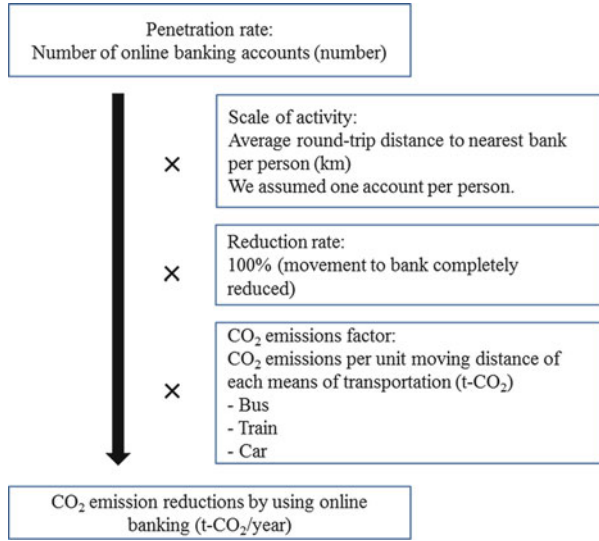 Penetration rate:
Number of online banking accounts (number)
×
Scale of activity:
Average round-trip distance to nearest bank
per person (km)
We assumed one account per person.
×
Reduction rate:
100% (movement to bank completely
reduced)
×
CO₂ emissions factor:
CO₂ emissions per unit moving distance of
each means of transportation (t-CO₂)
- Bus
- Train
- Car
CO₂ emission reductions by using online
banking (t-CO₂/year)